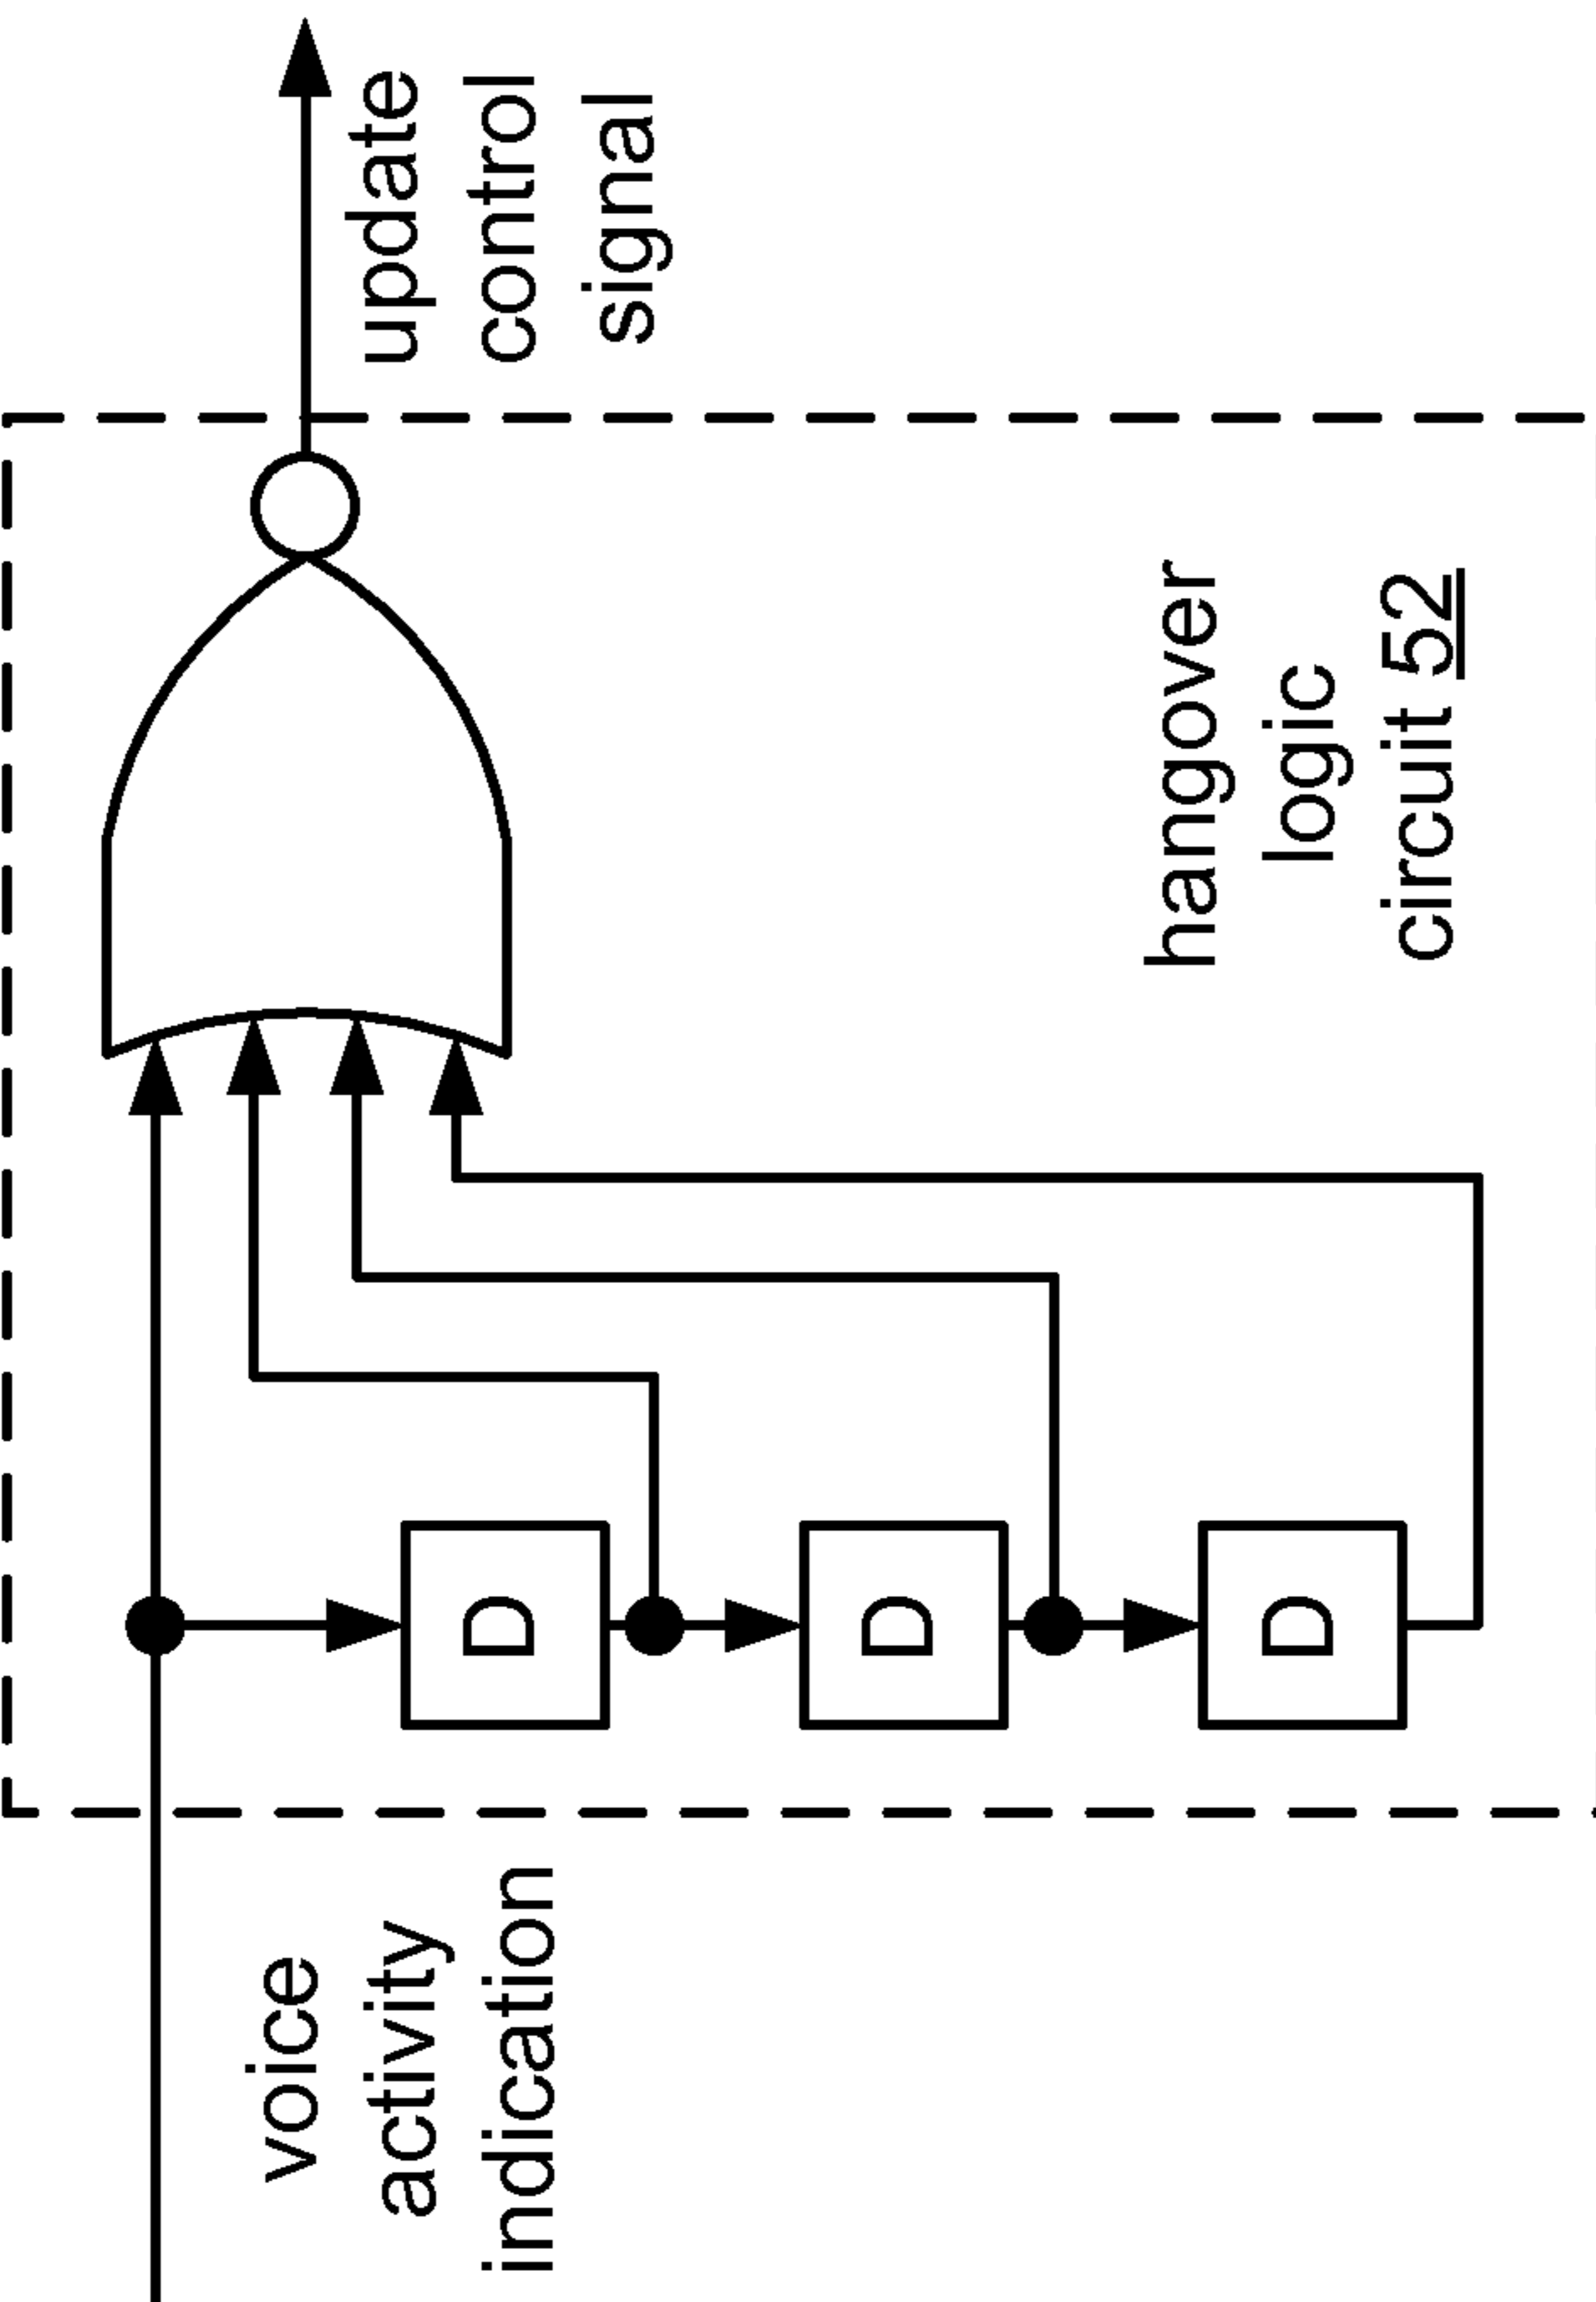 voice
activity
indication
D
D
D
hangover
logic
circuit 52
update
control
signal